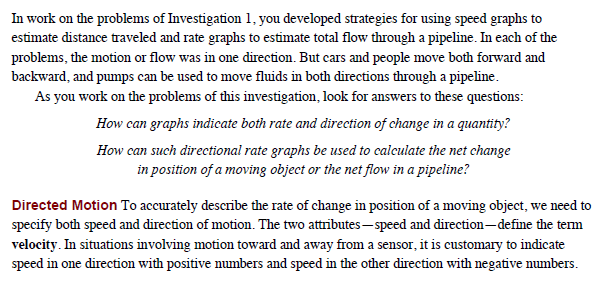 In work on the problems of Investigation 1, you developed strategies for using speed graphs to
estimate distance traveled and rate graphs to estimate total flow through a pipeline. In each of the
problems, the motion or flow was in one direction. But cars and people move both forward and
backward, and pumps can be used to move fluids in both directions through a pipeline.
As you work on the problems of this investigation, look for answers to these questions:
How can graphs indicate both rate and direction of change in a quantity?
How can such directional rate graphs be used to calculate the net change
in position of a moving object or the net flow in a pipeline?
Directed Motion To accurately describe the rate of change in position of a moving object, we need to
specify both speed and direction of motion. The two attributes—speed and direction—define the term
velocity. In situations involving motion toward and away from a sensor, it is customary to indicate
speed in one direction with positive numbers and speed in the other direction with negative numbers.